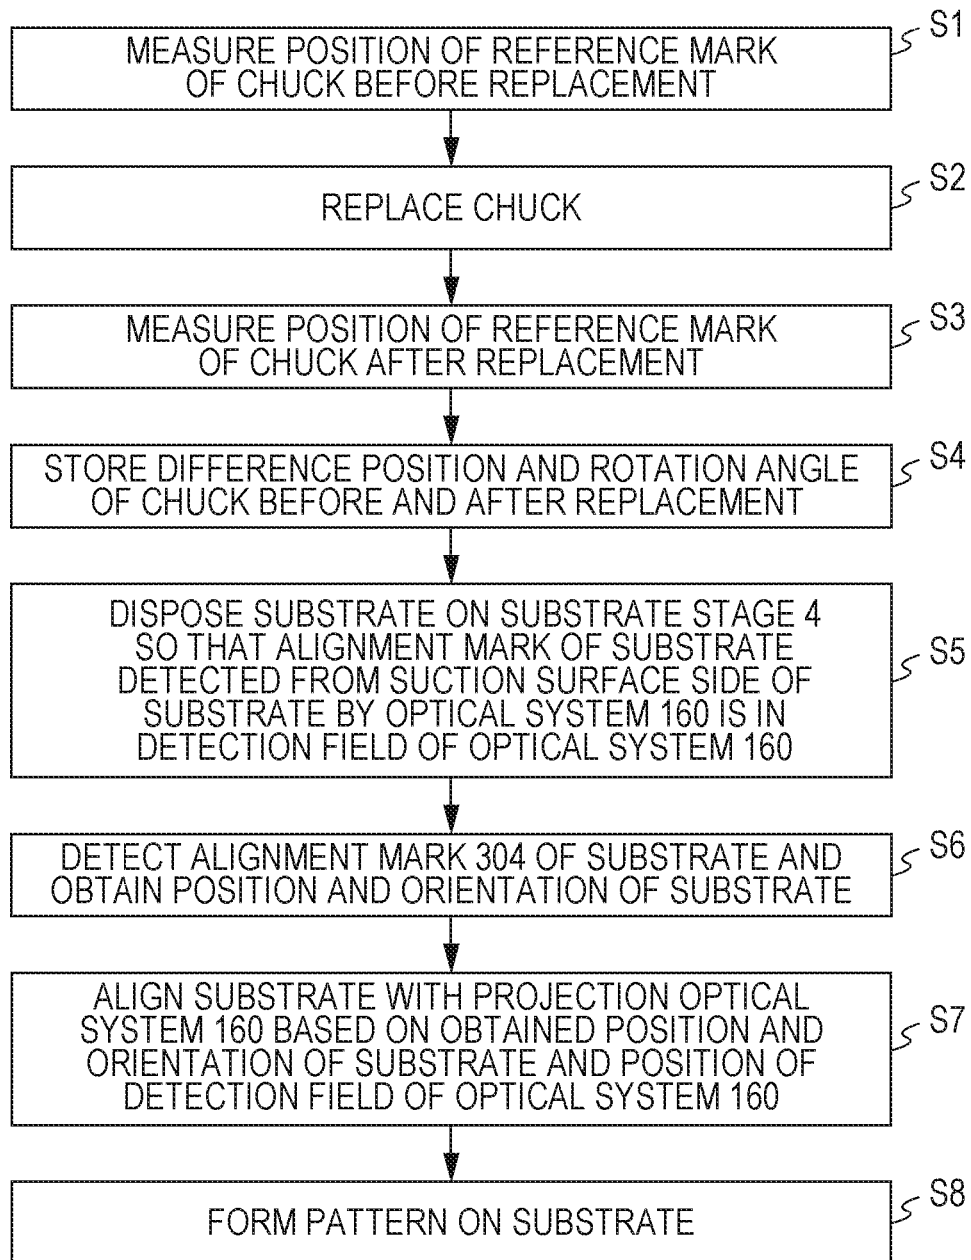 S1
MEASURE POSITION OF REFERENCE MARK
OF CHUCK BEFORE REPLACEMENT
S2
REPLACE CHUCK
S3
MEASURE POSITION OF REFERENCE MARK
OF CHUCK AFTER REPLACEMENT
S4
STORE DIFFERENCE POSITION AND ROTATION ANGLE
OF CHUCK BEFORE AND AFTER REPLACEMENT
S5
DISPOSE SUBSTRATE ON SUBSTRATE STAGE 4
SO THAT ALIGNMENT MARK OF SUBSTRATE
DETECTED FROM SUCTION SURFACE SIDE OF
SUBSTRATE BY OPTICAL SYSTEM 160 IS IN
DETECTION FIELD OF OPTICAL SYSTEM 160
S6
DETECT ALIGNMENT MARK 304 OF SUBSTRATE AND
OBTAIN POSITION AND ORIENTATION OF SUBSTRATE
S7
ALIGN SUBSTRATE WITH PROJECTION OPTICAL
SYSTEM 160 BASED ON OBTAINED POSITION AND
ORIENTATION OF SUBSTRATE AND POSITION OF
DETECTION FIELD OF OPTICAL SYSTEM 160
S8
FORM PATTERN ON SUBSTRATE